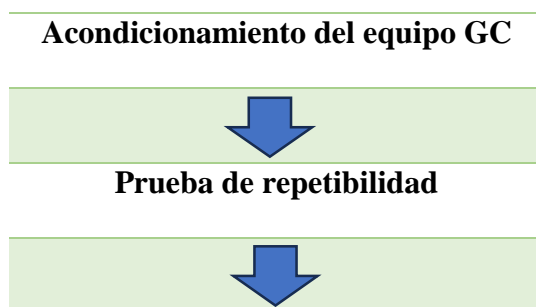 Acondicionamiento del equipo GC
Prueba de repetibilidad